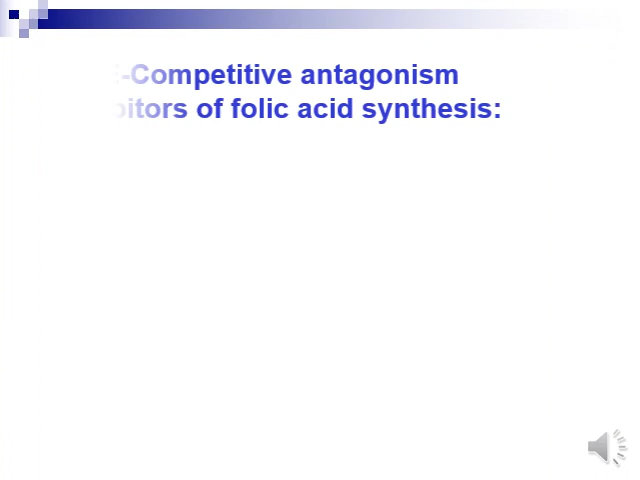 E-Competitive antagonism
bitors of folic acid synthesis: